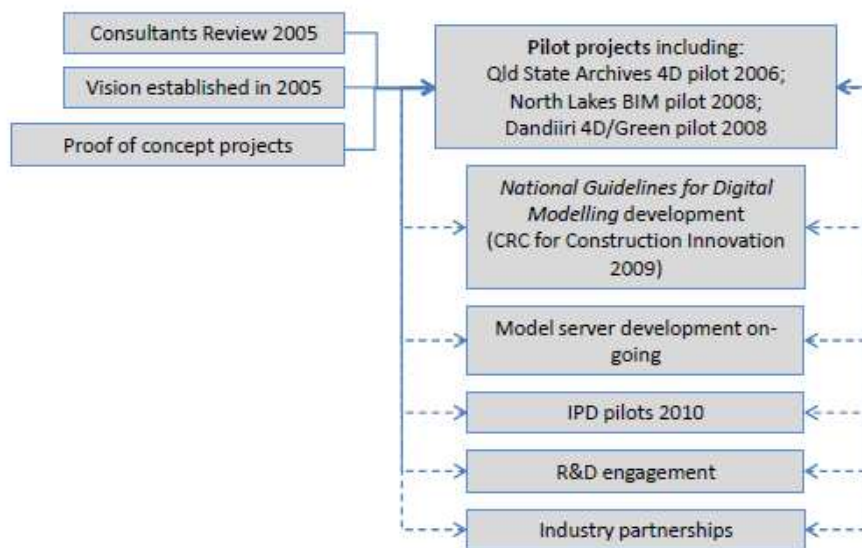 Consultants Review 2005
Vision established in 2005
Proof of concept projects
Pilot projects including:
Qld State Archives 4D pilot 2006;
North Lakes BIM pilot 2008;
Dandiiri 4D/Green pilot 2008
National Guidelines for Digital
Modelling development
(CRC for Construction Innovation
2009)
Model server development on-
going
IPD pilots 2010
R&D engagement
Industry partnerships